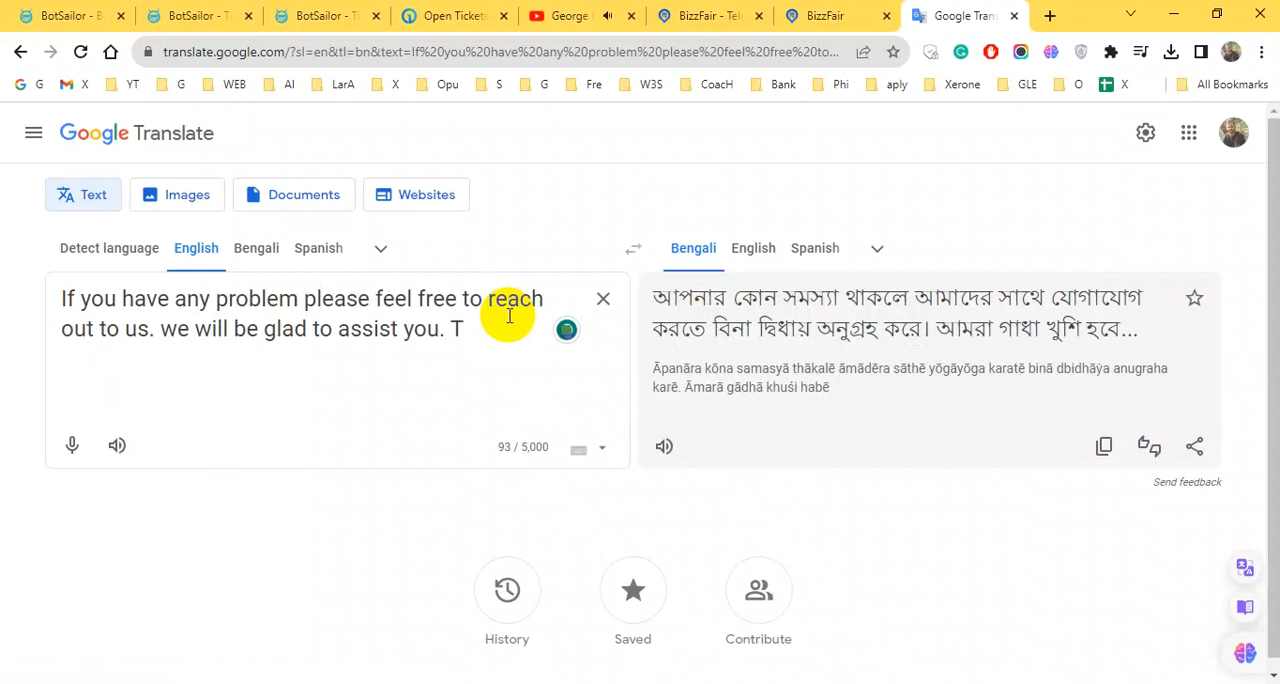 BotSailor - B
BotSailor - T
BotSailor - T
Open Tickets
George
BizzFair - Tel
BizzFair
Google Tran
translate.google.com/?sl=en&tl=bn&text=If%20you%20have%20any%20problem%20please%20feel%20free%20to...
G G
M X
YT
G
WEB
AI
LarA
X
Opu
S
G
Fre
W3S
CoacH
Bank
Phi
aply
Xerone
GLE
O
X
All Bookmarks
Google Translate
Text
Images
Documents
Websites
Detect language English Bengali Spanish
Bengali English Spanish
If you have any problem please feel free to reach
out to us. we will be glad to assist you. T
আপনার কোন সমস্যা থাকলে আমাদের সাথে যোগাযোগ
করতে বিনা দ্বিধায় অনুগ্রহ করে। আমরা গাধা খুশি হবে...
Āpanāra kōna samasyā thākalē āmādēra sāthē yōgāyōga karatē binā dbidhāẏa anugraha
karē. Āmarā gādhā khuśi habē
93 / 5,000
Send feedback
History
Saved
Contribute